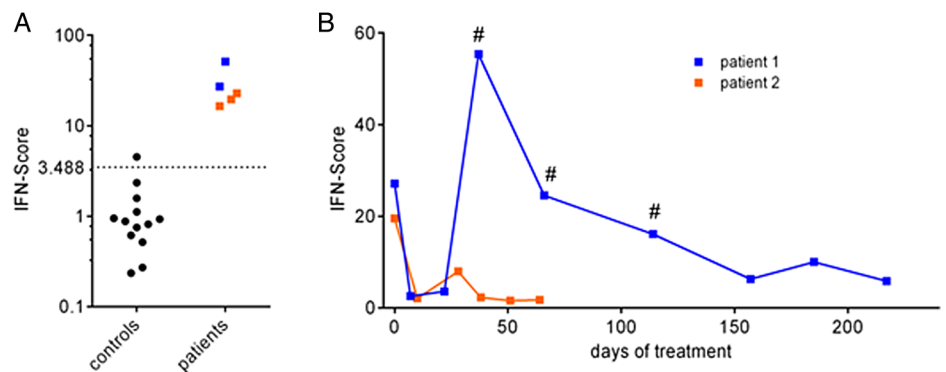 A
IFN-Score
100
10
3.488
1
0.1
controls
patients
B
IFN-Score
60
40
20
0
#
#
#
patient 1
patient 2
0
50
100
150
200
days of treatment